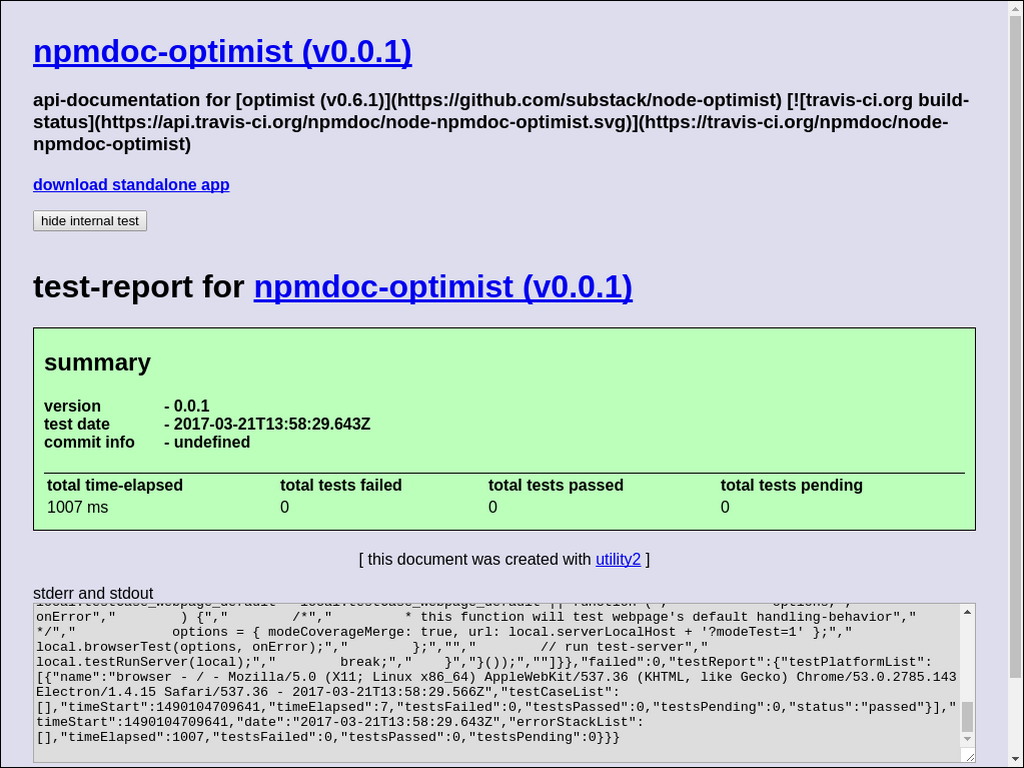 npmdoc-optimist (v0.0.1)
api-documentation for [optimist (v0.6.1)](https://github.com/substack/node-optimist) [![travis-ci.org build-
status](https://api.travis-ci.org/npmdoc/node-npmdoc-optimist.svg)](https://travis-ci.org/npmdoc/node-
npmdoc-optimist)
download standalone app
hide internal test
test-report for npmdoc-optimist (v0.0.1)
summary
version - 0.0.1
test date - 2017-03-21T13:58:29.643Z
commit info - undefined
total time-elapsed total tests failed total tests passed total tests pending
1007 ms 0 0 0
[ this document was created with utility2 ]
stderr and stdout
local.testCase_webpage_default = local.testCase_webpage_default || function ("," options,","
onError"," ) {"," /*"," * this function will test webpage's default handling-behavior","
*/"," options = { modeCoverageMerge: true, url: local.serverLocalHost + '?modeTest=1' };","
local.browserTest(options, onError);"," };",""," // run test-server","
local.testRunServer(local);"," break;"," }","}());",""]}},"failed":0,"testReport":{"testPlatformList":
[{"name":"browser - / - Mozilla/5.0 (X11; Linux x86_64) AppleWebKit/537.36 (KHTML, like Gecko) Chrome/53.0.2785.143
Electron/1.4.15 Safari/537.36 - 2017-03-21T13:58:29.566Z","testCaseList":
[],"timeStart":1490104709641,"timeElapsed":7,"testsFailed":0,"testsPassed":0,"testsPending":0,"status":"passed"}],"
timeStart":1490104709641,"date":"2017-03-21T13:58:29.643Z","errorStackList":
[],"timeElapsed":1007,"testsFailed":0,"testsPassed":0,"testsPending":0}}}